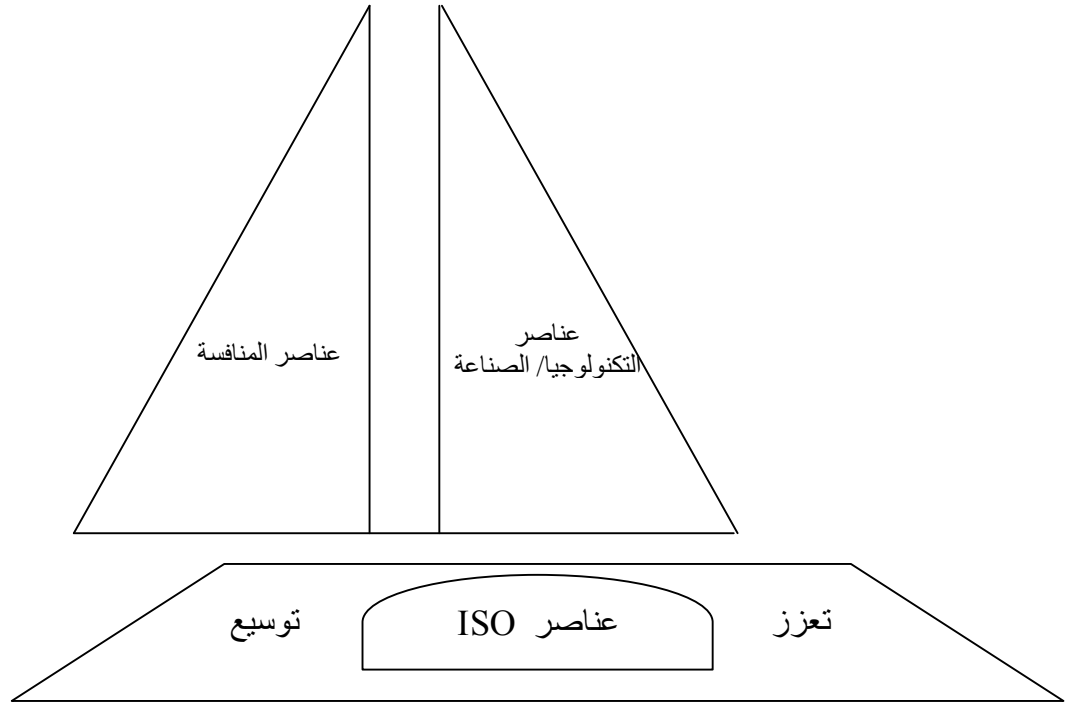 عناصر
التكنولوجيا/ الصناعة
عناصر المنافسة
تعزز
عناصر ISO
توسيع